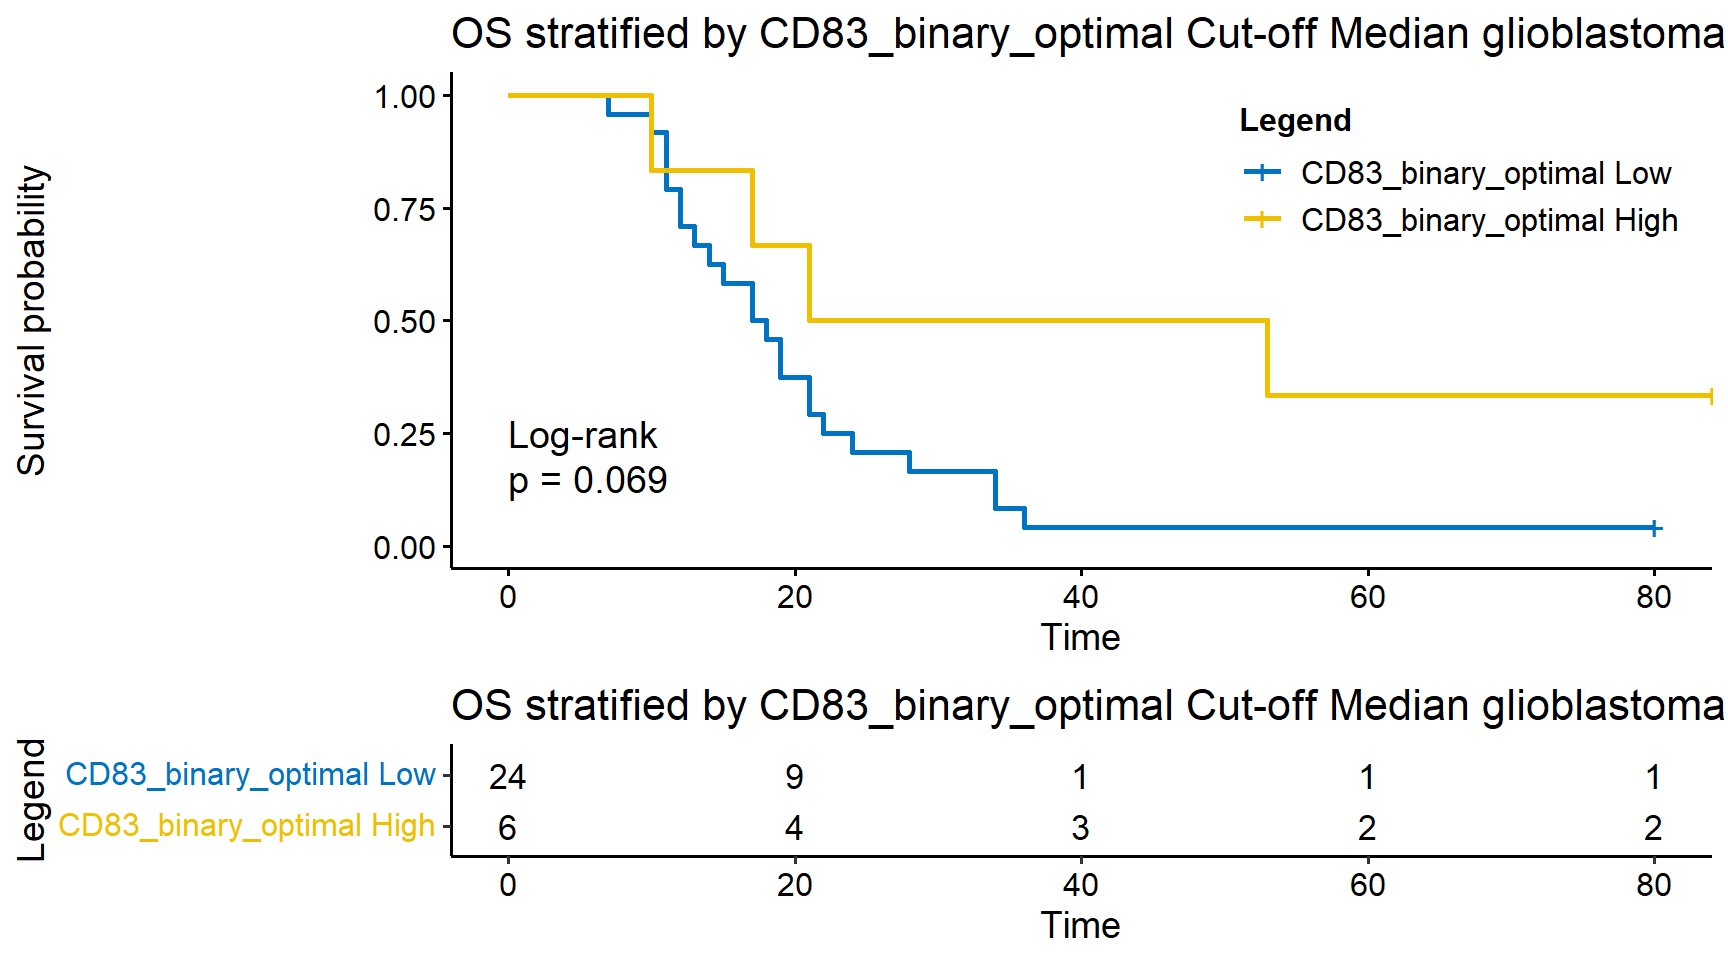 OS stratified by CD83_binary_optimal Cut-off Median glioblastoma
Survival probability
1.00
0.75
0.50
0.25
0.00
Legend
CD83_binary_optimal Low
CD83_binary_optimal High
Log-rank
p = 0.069
0 20 40 60 80
Time
OS stratified by CD83_binary_optimal Cut-off Median glioblastoma
Legend
CD83_binary_optimal Low 24 9 1 1 1
CD83_binary_optimal High 6 4 3 2 2
0 20 40 60 80
Time